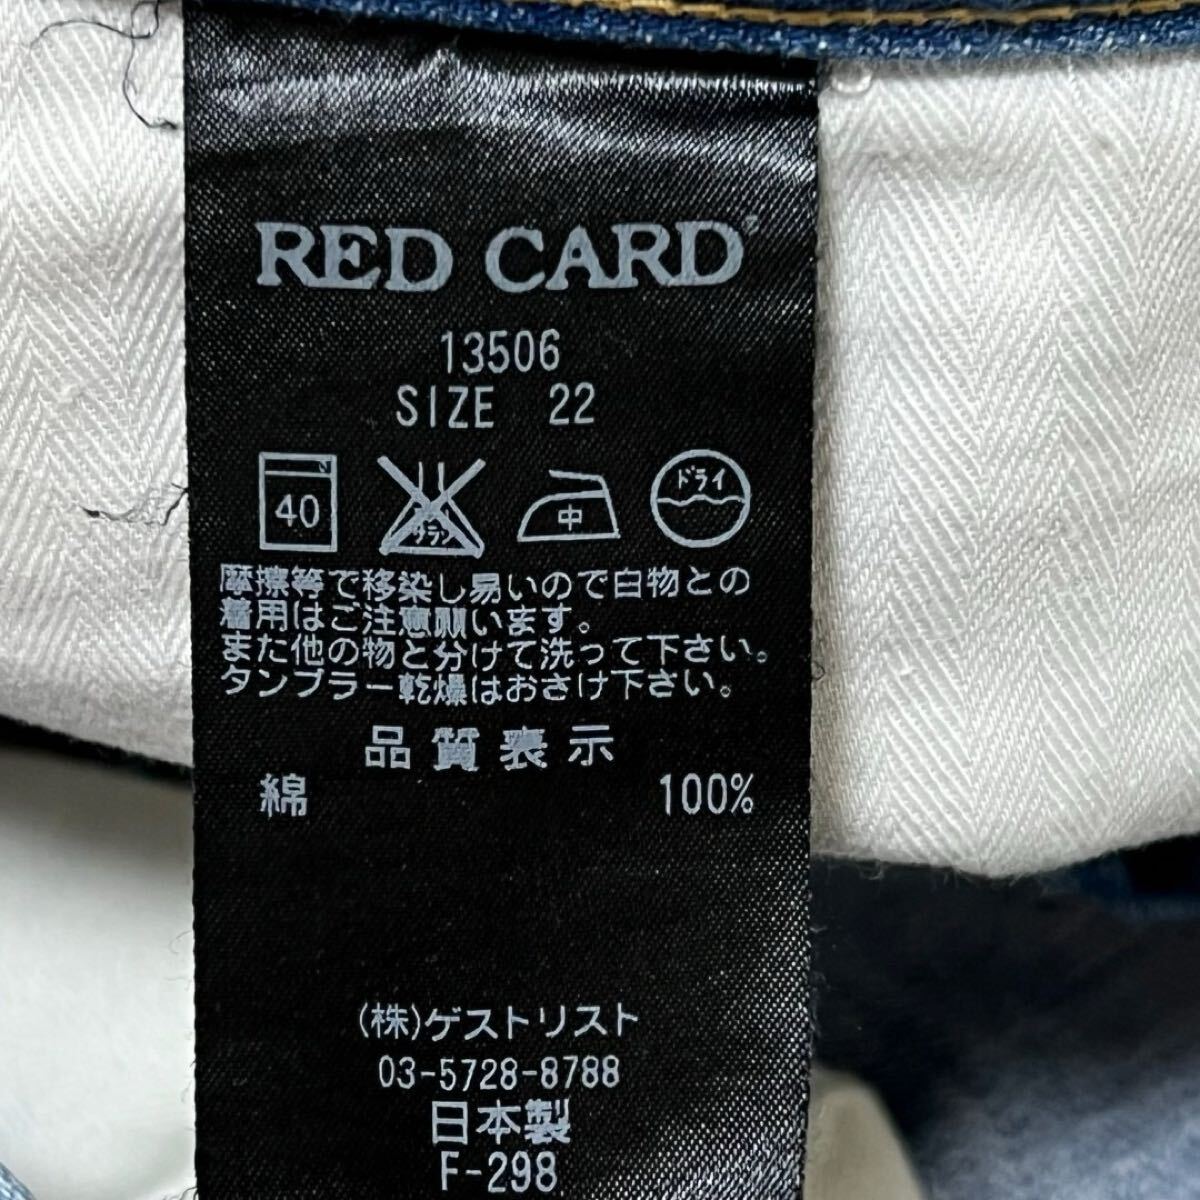 RED CARD
13506
SIZE 22
40 サラシ 中 ドライ
摩擦等で移染し易いので白物との
着用はご注意願います。
また他の物と分けて洗って下さい。
タンブラー乾燥はおさけ下さい。
品質表示
綿 100%
(株)ゲストリスト
03-5728-8788
日本製
F-298